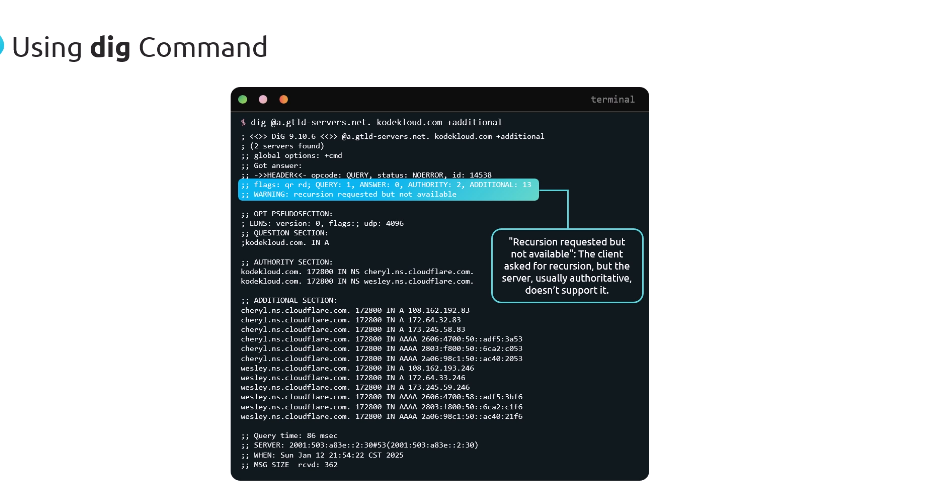 Using dig Command
terminal
$ dig @a.gtld-servers.net. kodekloud.com +additional
; <<>> DiG 9.10.6 <<>> @a.gtld-servers.net. kodekloud.com +additional
; (2 servers found)
;; global options: +cmd
;; Got answer:
;; ->>HEADER<<- opcode: QUERY, status: NOERROR, id: 14538
;; flags: qr rd; QUERY: 1, ANSWER: 0, AUTHORITY: 2, ADDITIONAL: 13
;; WARNING: recursion requested but not available
;; OPT PSEUDOSECTION:
; EDNS: version: 0, flags:; udp: 4096
;; QUESTION SECTION:
;kodekloud.com. IN A
;; AUTHORITY SECTION:
kodekloud.com. 172800 IN NS cheryl.ns.cloudflare.com.
kodekloud.com. 172800 IN NS wesley.ns.cloudflare.com.
"Recursion requested but
not available": The client
asked for recursion, but the
server, usually authoritative,
doesn't support it.
;; ADDITIONAL SECTION:
cheryl.ns.cloudflare.com. 172800 IN A 108.162.192.83
cheryl.ns.cloudflare.com. 172800 IN A 172.64.32.83
cheryl.ns.cloudflare.com. 172800 IN A 173.245.58.83
cheryl.ns.cloudflare.com. 172800 IN AAAA 2606:4700:50::adf5:3a53
cheryl.ns.cloudflare.com. 172800 IN AAAA 2803:f800:50::6ca2:c053
cheryl.ns.cloudflare.com. 172800 IN AAAA 2a06:98c1:50::ac40:2053
wesley.ns.cloudflare.com. 172800 IN A 108.162.193.246
wesley.ns.cloudflare.com. 172800 IN A 172.64.33.246
wesley.ns.cloudflare.com. 172800 IN A 173.245.59.246
wesley.ns.cloudflare.com. 172800 IN AAAA 2606:4700:58::adf5:3bf6
wesley.ns.cloudflare.com. 172800 IN AAAA 2803:f800:50::6ca2:c1f6
wesley.ns.cloudflare.com. 172800 IN AAAA 2a06:98c1:50::ac40:21f6
;; Query time: 86 msec
;; SERVER: 2001:503:a83e::2:30#53(2001:503:a83e::2:30)
;; WHEN: Sun Jan 12 21:54:22 CST 2025
;; MSG SIZE rcvd: 362